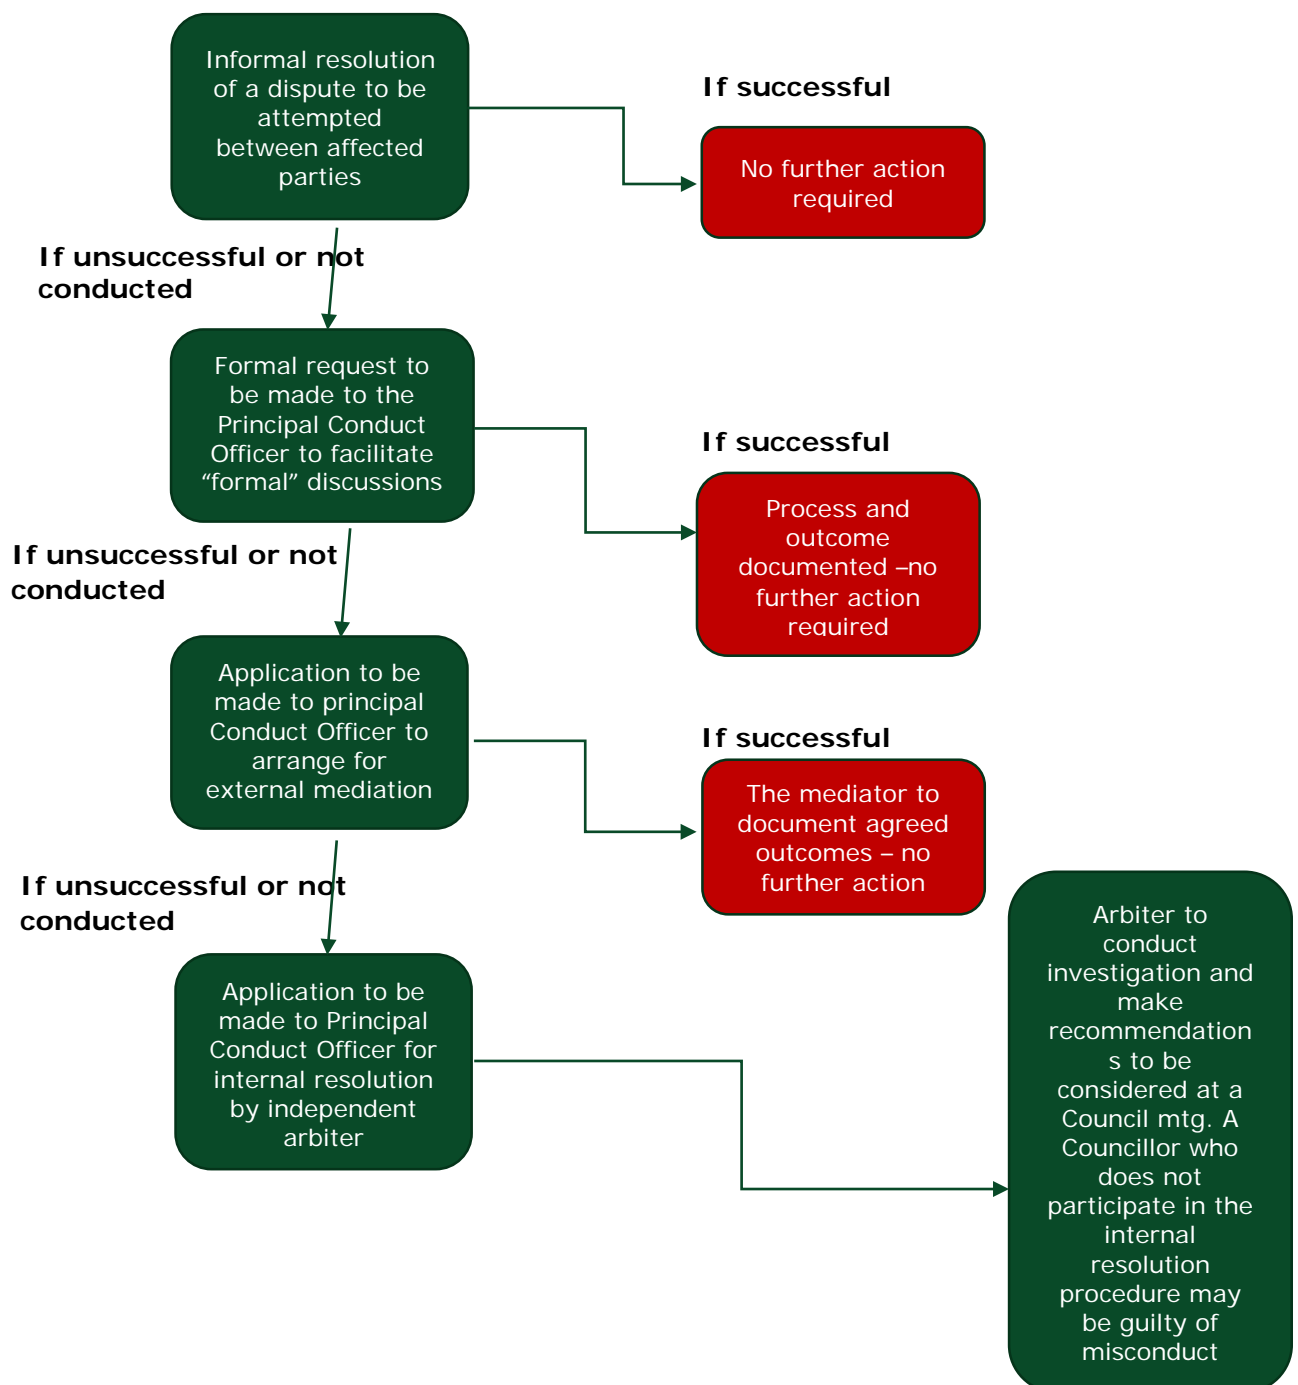 Informal resolution
of a dispute to be
attempted
between affected
parties
If successful
No further action
required
If unsuccessful or not
conducted
Formal request to
be made to the
Principal Conduct
Officer to facilitate
“formal” discussions
If successful
Process and
outcome
documented –no
further action
required
If unsuccessful or not
conducted
Application to be
made to principal
Conduct Officer to
arrange for
external mediation
If successful
The mediator to
document agreed
outcomes – no
further action
If unsuccessful or not
conducted
Application to be
made to Principal
Conduct Officer for
internal resolution
by independent
arbiter
Arbiter to
conduct
investigation and
make
recommendation
s to be
considered at a
Council mtg. A
Councillor who
does not
participate in the
internal
resolution
procedure may
be guilty of
misconduct